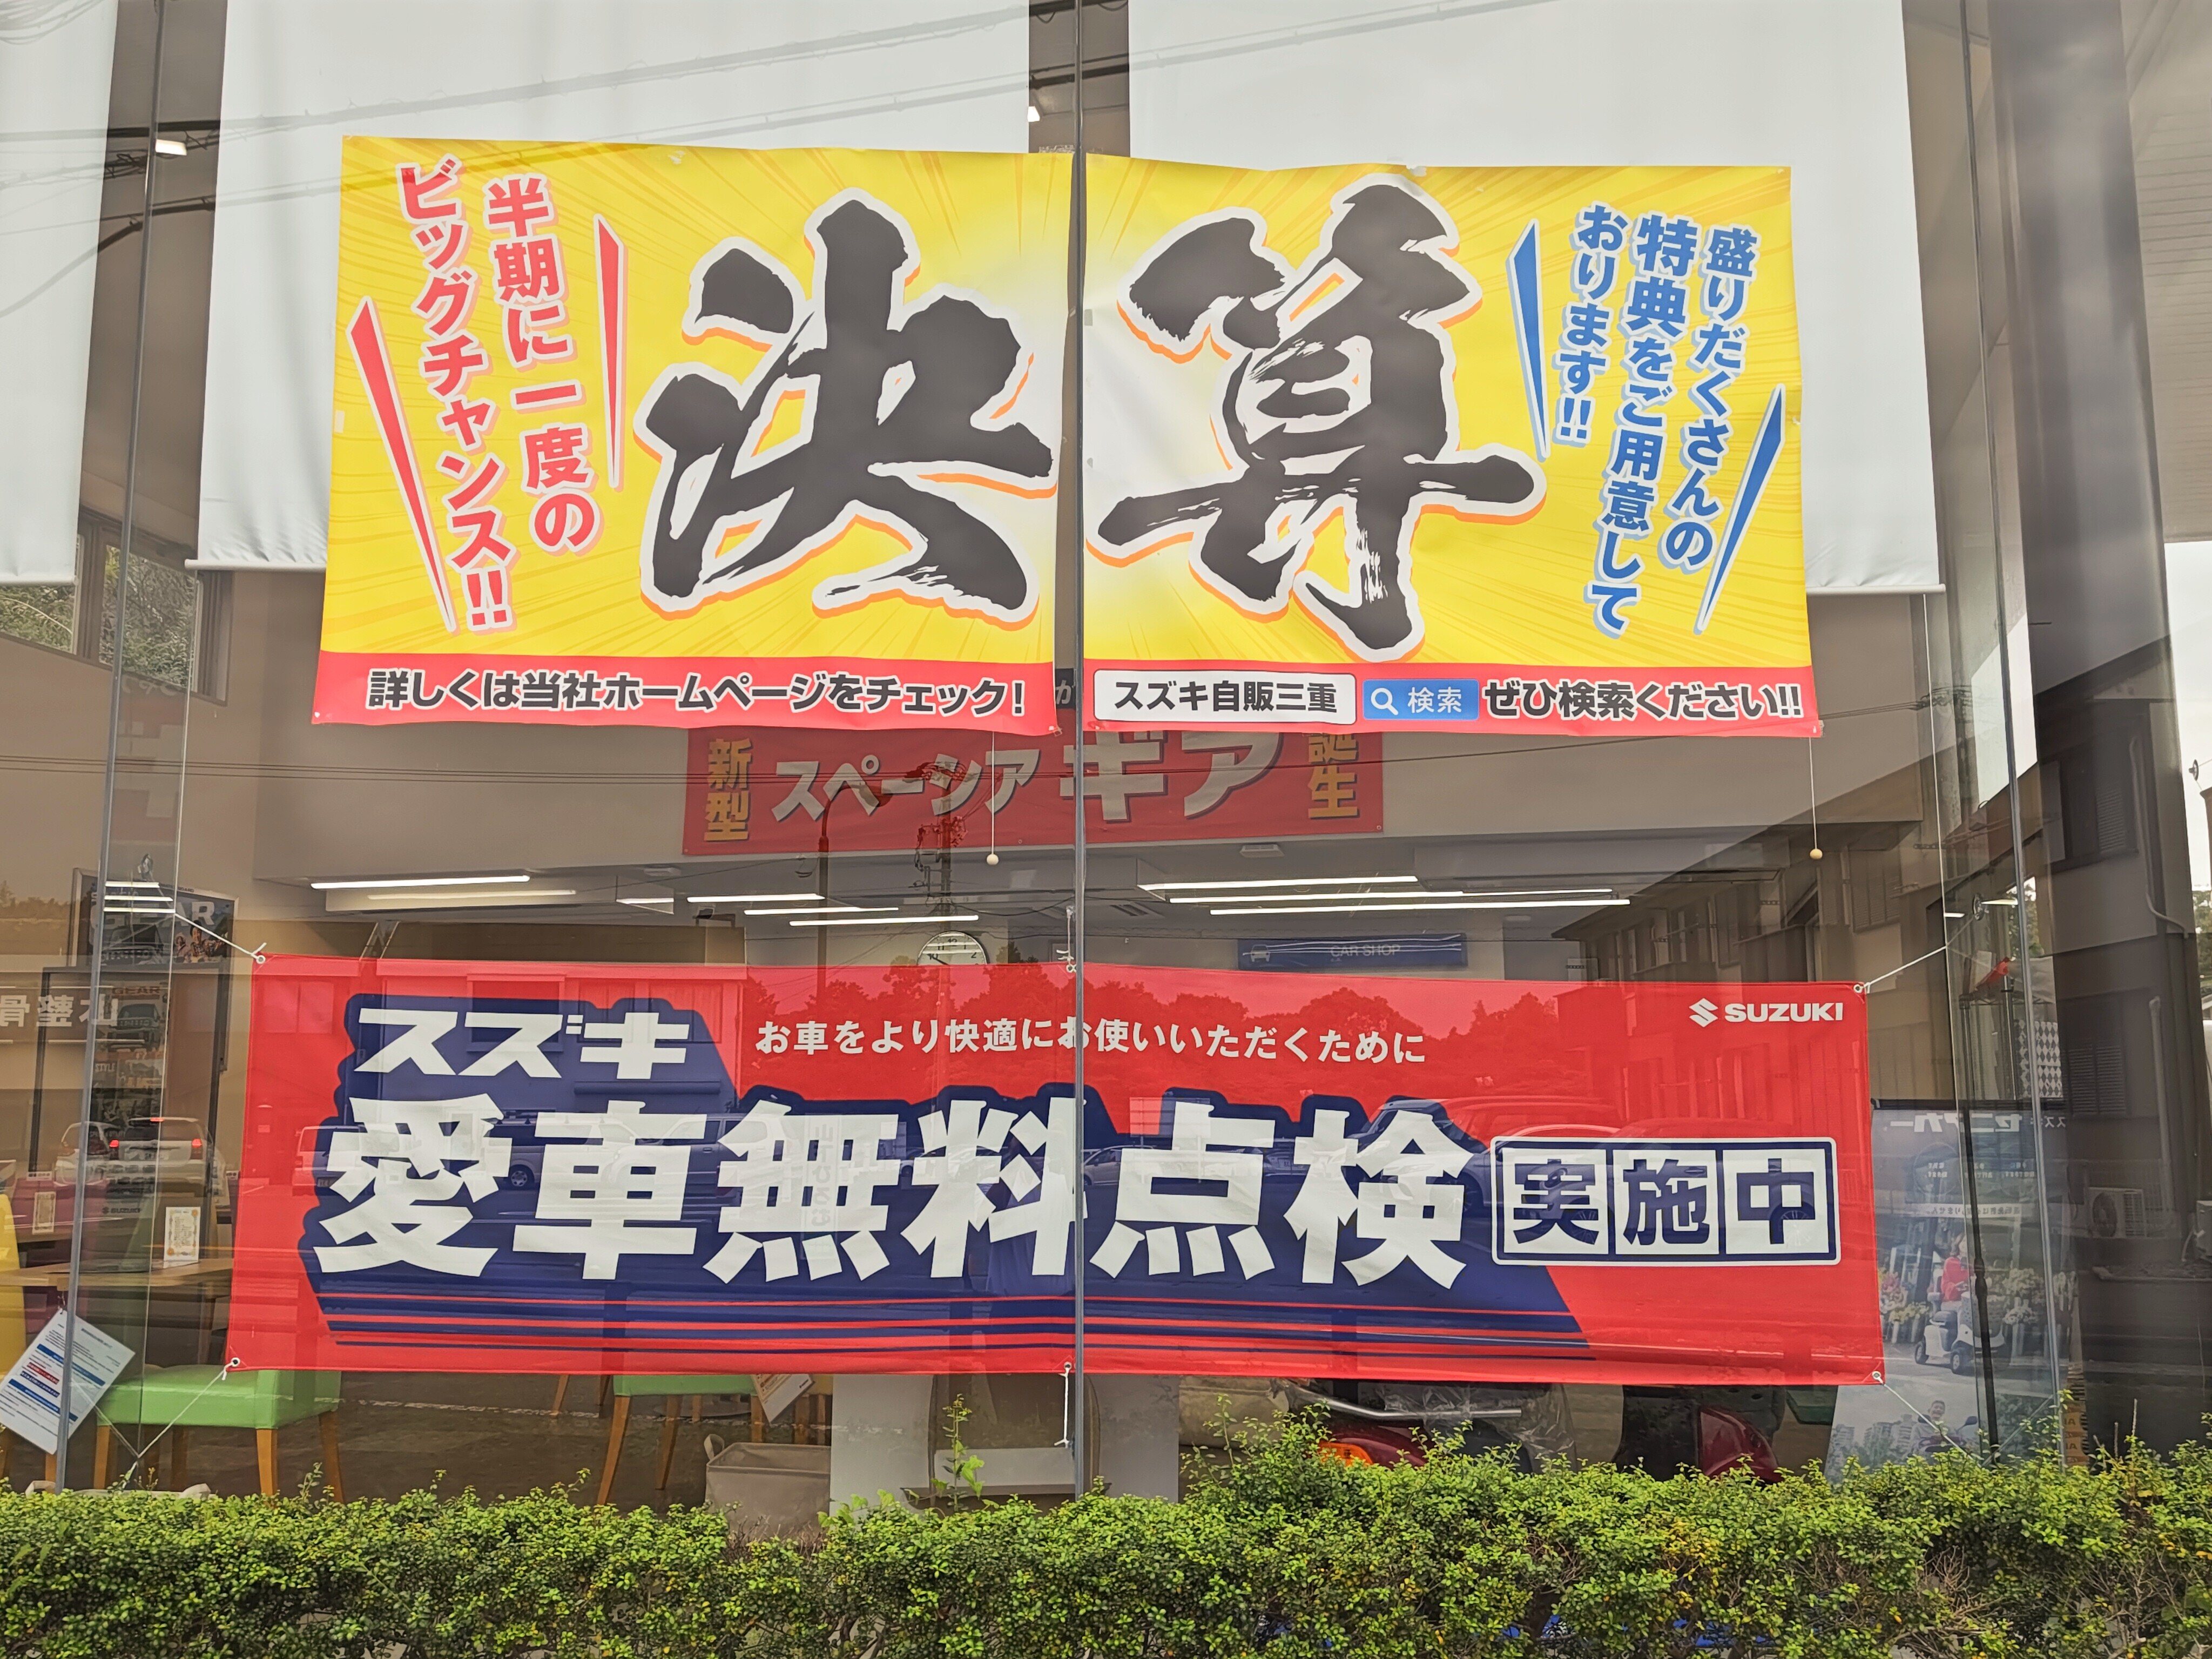 半期に一度の
ビッグチャンス!!
決算
盛りだくさんの
特典をご用意して
おります!!
詳しくは当社ホームページをチェック!
スズキ自販三重 検索 ぜひ検索ください!!
新型 スペーシア ギア 誕生
CAR SHOP
SUZUKI
スズキ
お車をより快適にお使いいただくために
愛車無料点検 実施中